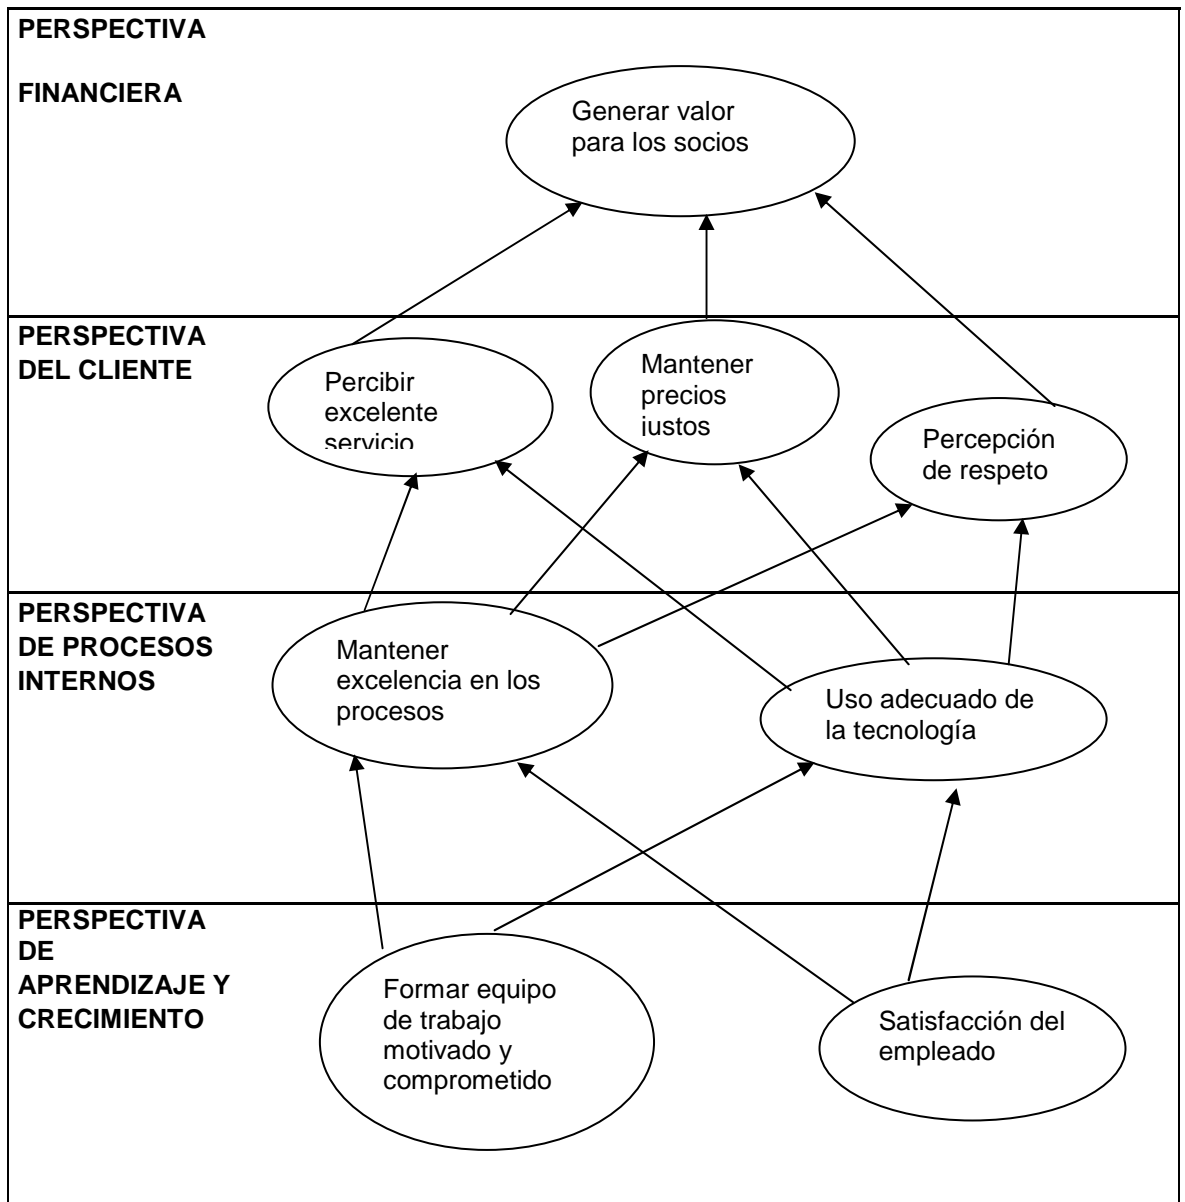 PERSPECTIVA
FINANCIERA
Generar valor
para los socios
PERSPECTIVA
DEL CLIENTE
Percibir
excelente
servicio
Mantener
precios
justos
Percepción
de respeto
PERSPECTIVA
DE PROCESOS
INTERNOS
Mantener
excelencia en los
procesos
Uso adecuado de
la tecnología
PERSPECTIVA
DE
APRENDIZAJE Y
CRECIMIENTO
Formar equipo
de trabajo
motivado y
comprometido
Satisfacción del
empleado